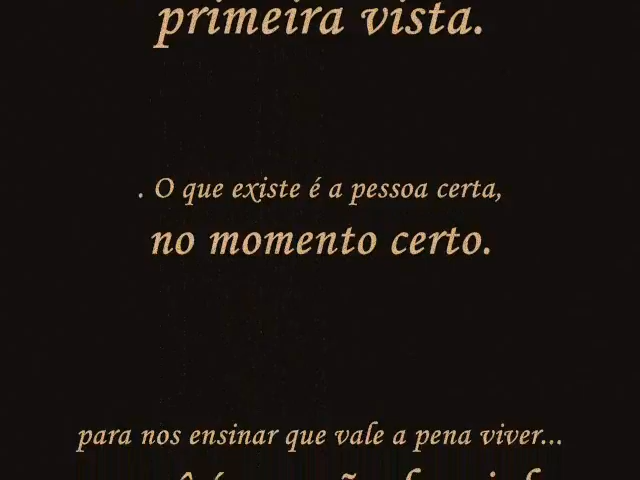 primeira vista.
. O que existe é a pessoa certa,
no momento certo.
para nos ensinar que vale a pena viver...